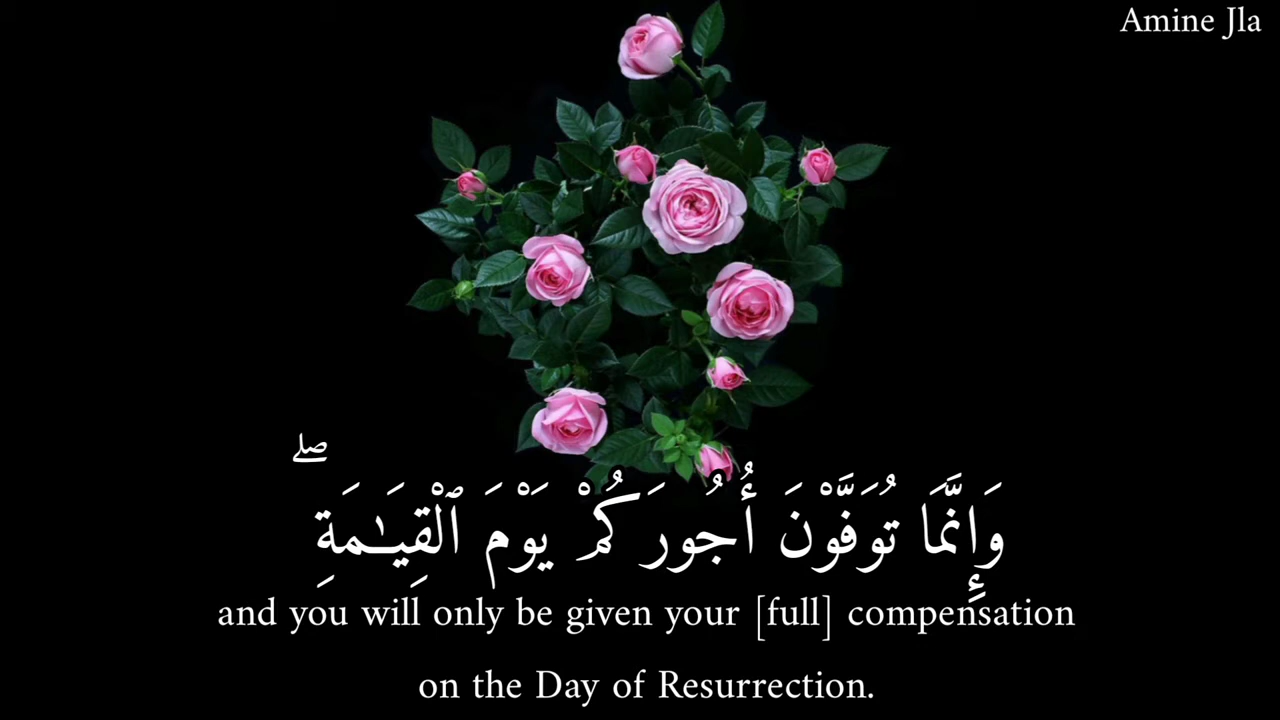 Amine Jla
وَإِنَّمَا تُوَفَّوْنَ أُجُورَكُمْ يَوْمَ ٱلْقِيَـٰمَةِ ۖ
and you will only be given your [full] compensation
on the Day of Resurrection.